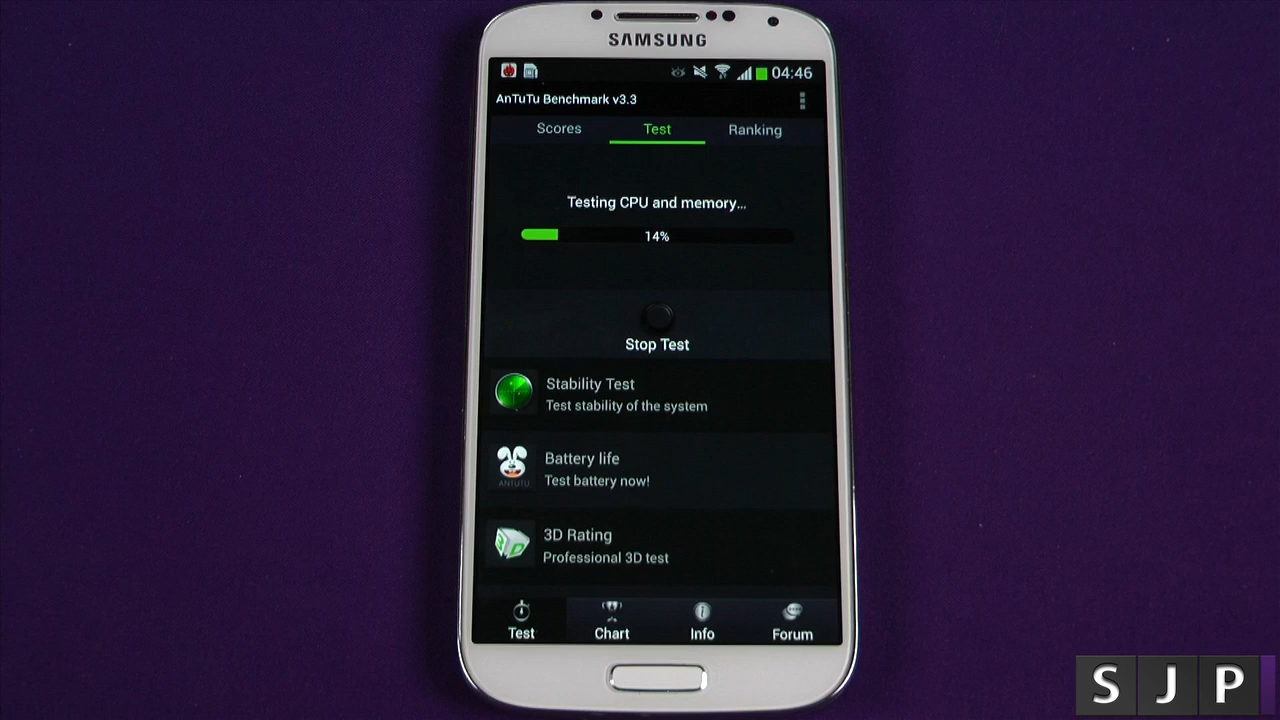 SAMSUNG
04:46
AnTuTu Benchmark v3.3
Scores Test Ranking
Testing CPU and memory...
14%
Stop Test
Stability Test
Test stability of the system
Battery life
Test battery now!
ANTUTU
3D Rating
Professional 3D test
Test Chart Info Forum
SJP